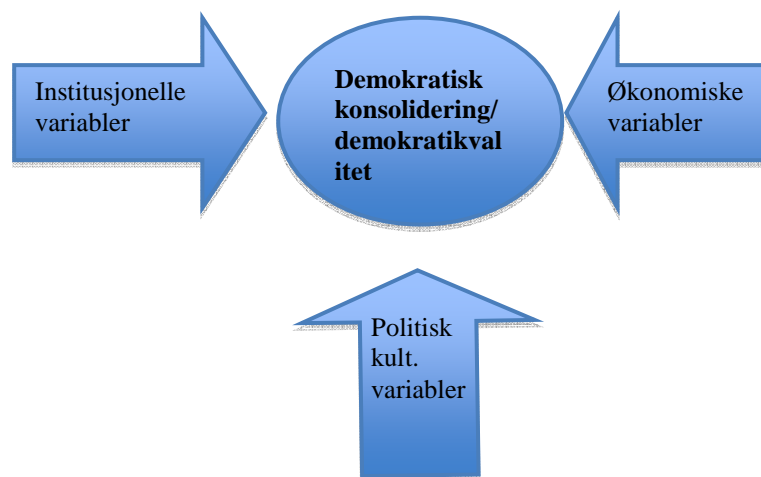 Institusjonelle
variabler
Demokratisk
konsolidering/
demokratikval
itet
Økonomiske
variabler
Politisk
kult.
variabler